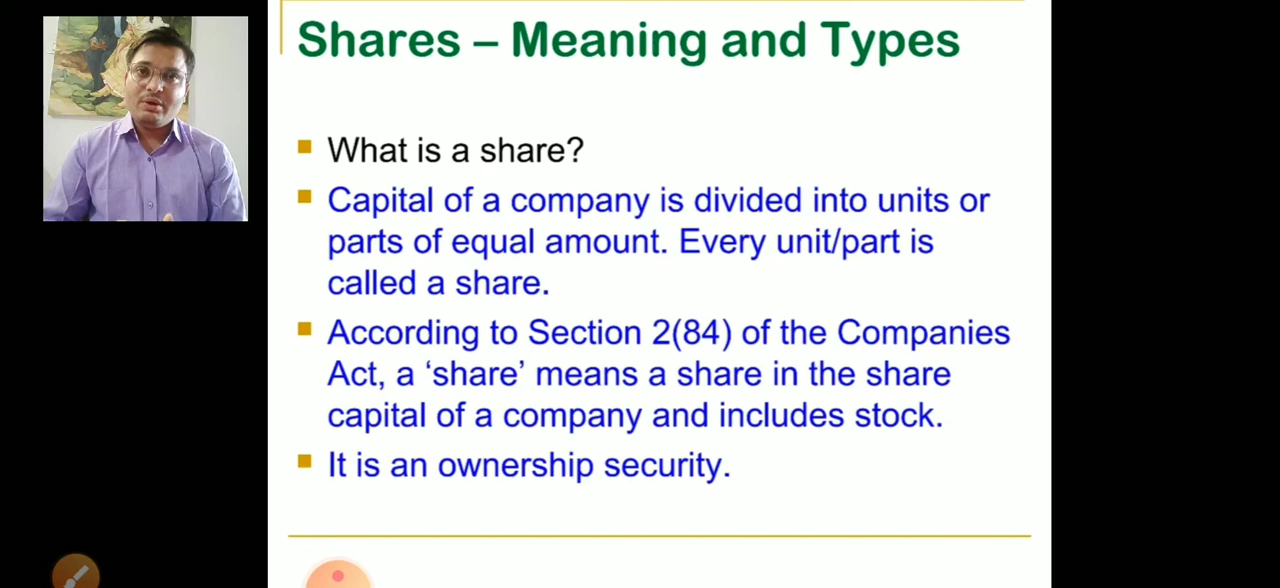 Shares – Meaning and Types
What is a share?
Capital of a company is divided into units or
parts of equal amount. Every unit/part is
called a share.
According to Section 2(84) of the Companies
Act, a ‘share’ means a share in the share
capital of a company and includes stock.
It is an ownership security.